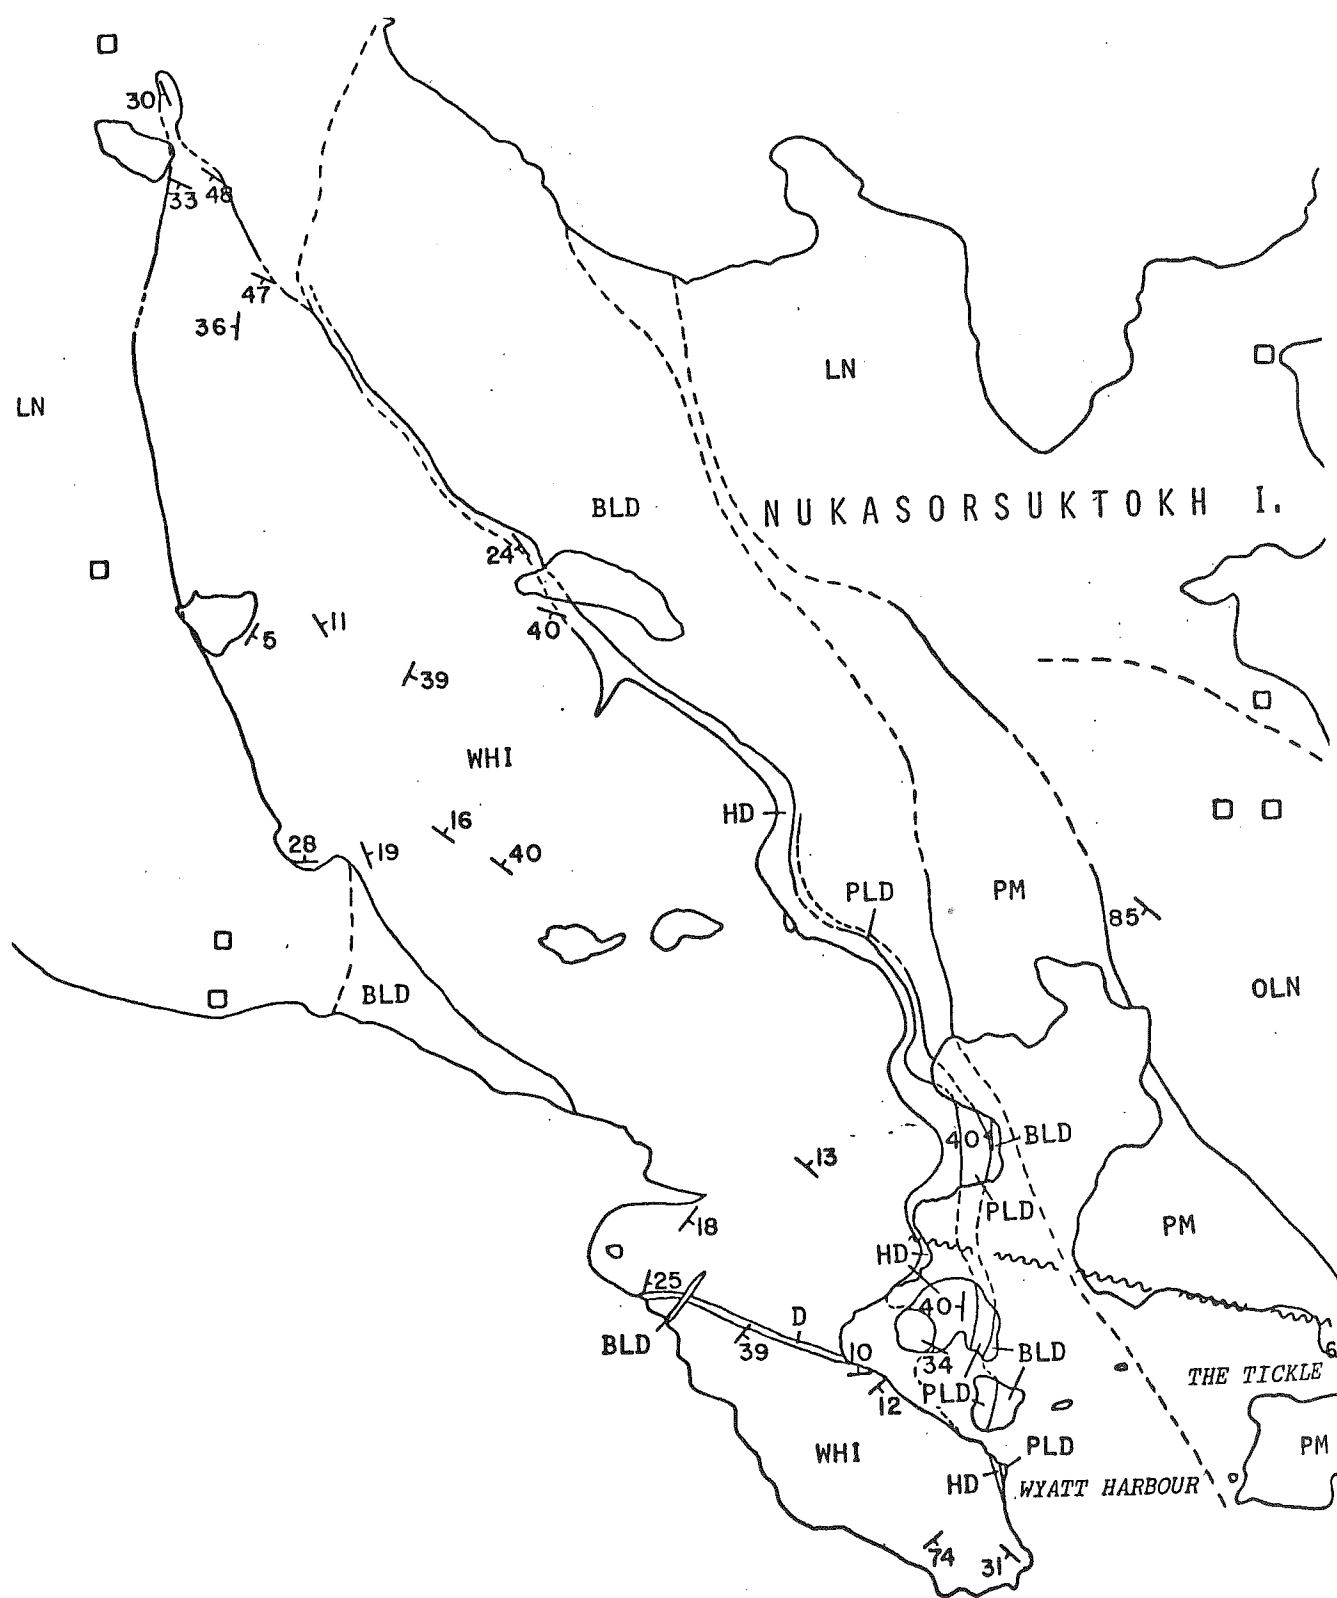 30
33 48
47
36
LN
LN
BLD
NUKASORSUKTOKH I.
24
40
5
11
39
WHI
HD
16
28
19
40
PLD
PM
85
OLN
BLD
40
BLD
13
PLD
18
PM
HD
25
40
D
BLD
39
10
34
BLD
THE TICKLE
PLD
12
WHI
PLD
PM
HD
WYATT HARBOUR
74
31